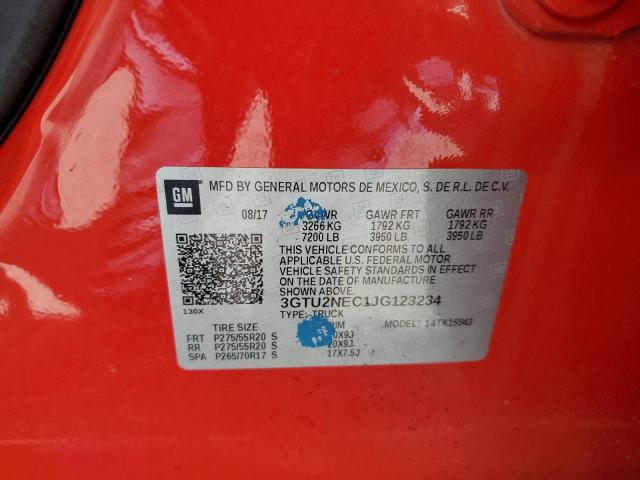 GM
MFD BY GENERAL MOTORS DE MEXICO, S. DE R.L. DE C.V.
08/17 GAWR FRT GAWR RR
3266 KG 1792 KG 1792 KG
7200 LB 3950 LB 3950 LB
THIS VEHICLE CONFORMS TO ALL
APPLICABLE U.S. FEDERAL MOTOR
VEHICLE SAFETY STANDARDS IN EFFECT
ON THE DATE OF MANUFACTURE
3GTU2NEC1JG123234
130X
TYPE: TRUCK
TIRE SIZE RIM MODEL: 14TK15543
FRT P275/55R20 S 20X9J
RR P275/55R20 S 20X9J
SPA P265/70R17 S 17X7.5J